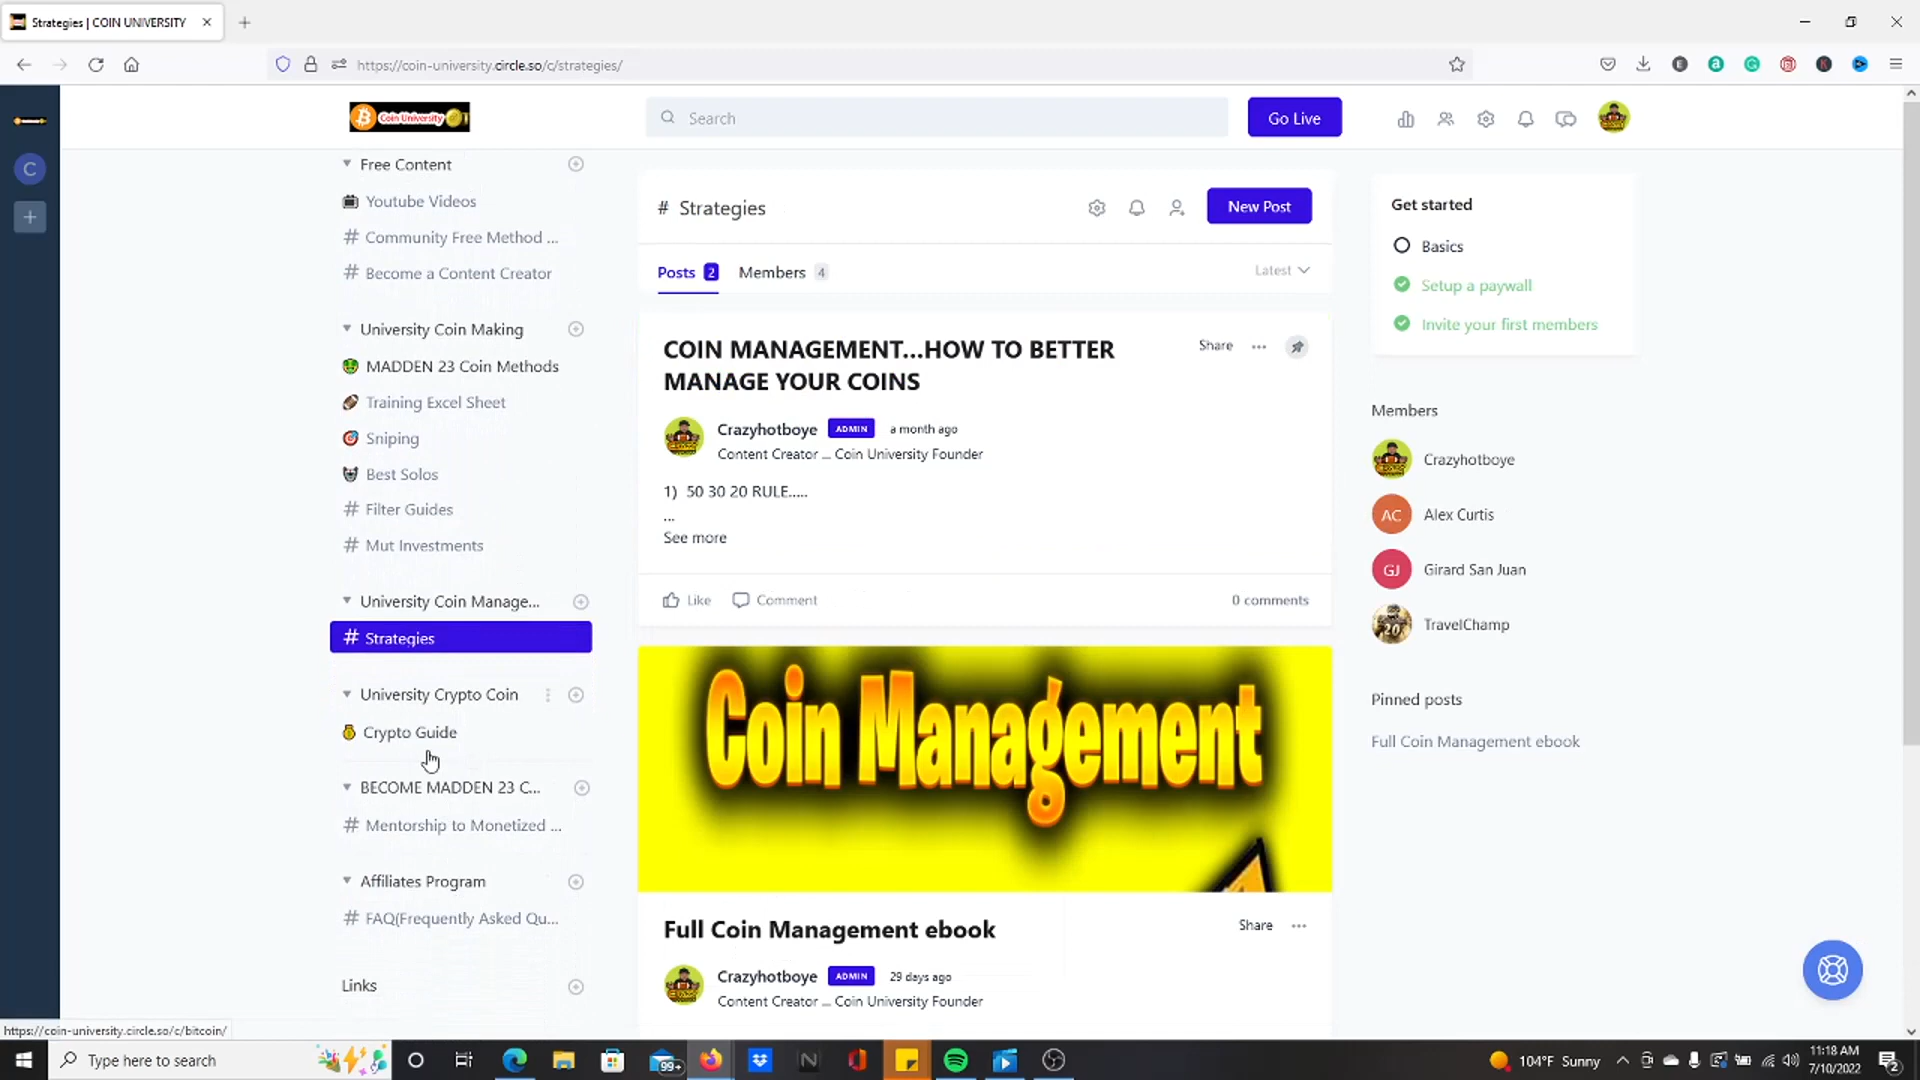 Strategies | COIN UNIVERSITY
https://coin-university.circle.so/c/strategies/
Coin University
Search
Go Live
C
Free Content
Youtube Videos
# Community Free Method ...
# Become a Content Creator
University Coin Making
MADDEN 23 Coin Methods
Training Excel Sheet
Sniping
Best Solos
# Filter Guides
# Mut Investments
University Coin Manage...
# Strategies
University Crypto Coin
Crypto Guide
BECOME MADDEN 23 C...
# Mentorship to Monetized ...
Affiliates Program
# FAQ(Frequently Asked Qu...
Links
# Strategies
New Post
Posts 2 Members 4
Latest
COIN MANAGEMENT...HOW TO BETTER
MANAGE YOUR COINS
Share ...
Crazyhotboye ADMIN a month ago
Content Creator ... Coin University Founder
1) 50 30 20 RULE.....
...
See more
Like Comment 0 comments
Coin Management
Full Coin Management ebook
Share ...
Crazyhotboye ADMIN 29 days ago
Content Creator ... Coin University Founder
Get started
Basics
Setup a paywall
Invite your first members
Members
Crazyhotboye
AC Alex Curtis
GJ Girard San Juan
20 TravelChamp
Pinned posts
Full Coin Management ebook
https://coin-university.circle.so/c/bitcoin/
Type here to search
99+
104°F Sunny
11:18 AM
7/10/2022
2